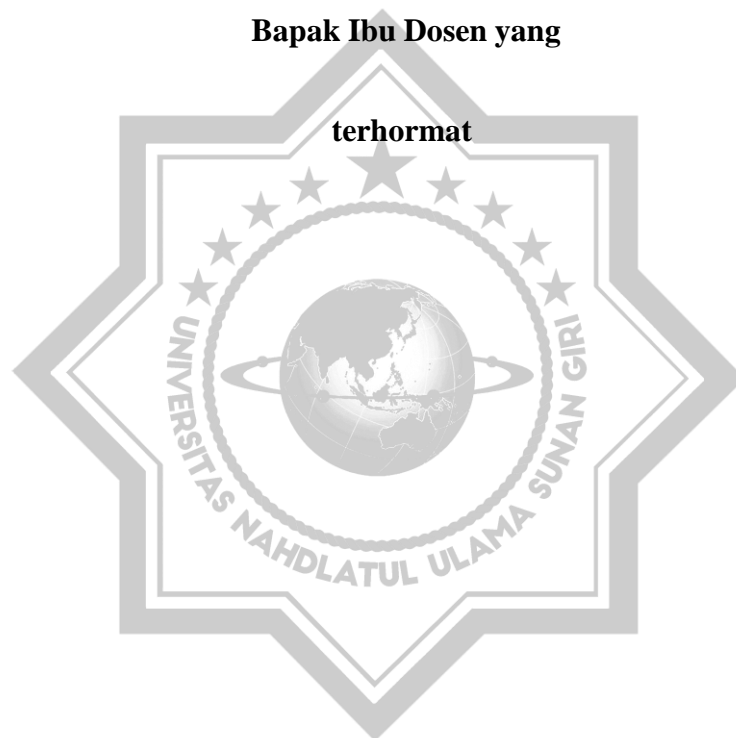 Bapak Ibu Dosen yang
terhormat
UNIVERSITAS NAHDLATUL ULAMA SUNAN GIRI